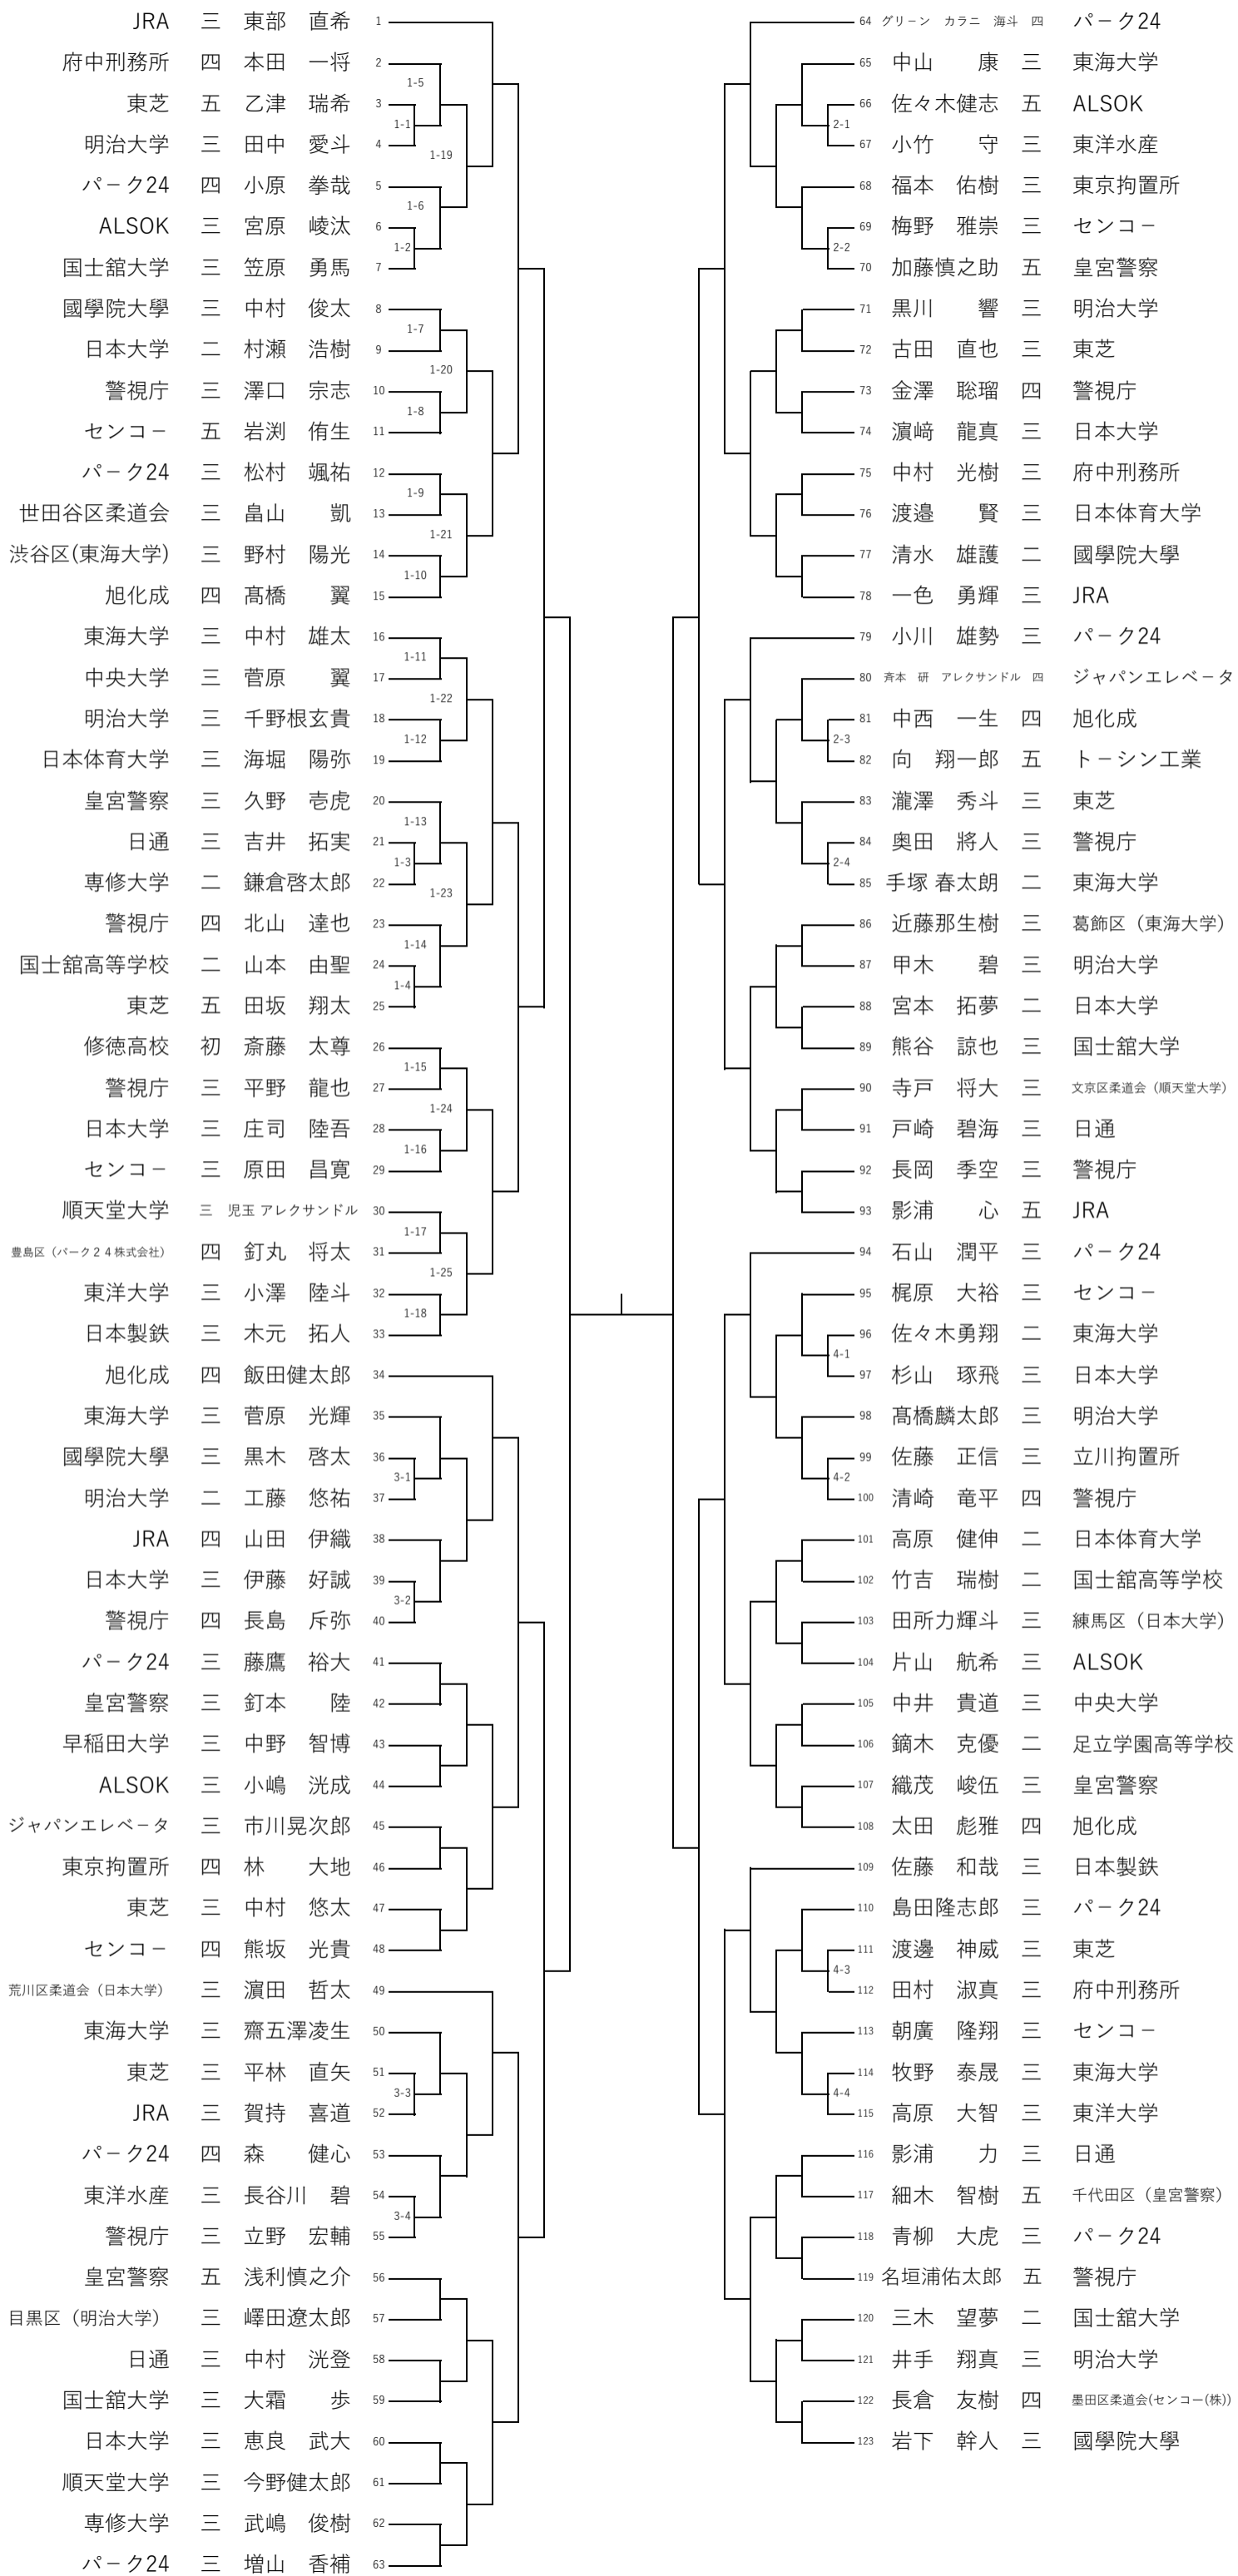 JRA 三 東部 直希 1
府中刑務所 四 本田 一将 2
1-5
東芝 五 乙津 瑞希 3
1-1
明治大学 三 田中 愛斗 4
1-19
パーク24 四 小原 拳哉 5
1-6
ALSOK 三 宮原 崚汰 6
1-2
国士舘大学 三 笠原 勇馬 7
國學院大學 三 中村 俊太 8
1-7
日本大学 二 村瀬 浩樹 9
1-20
警視庁 三 澤口 宗志 10
1-8
センコー 五 岩渕 侑生 11
パーク24 三 松村 颯祐 12
1-9
世田谷区柔道会 三 畠山 凱 13
1-21
渋谷区(東海大学) 三 野村 陽光 14
1-10
旭化成 四 髙橋 翼 15
東海大学 三 中村 雄太 16
1-11
中央大学 三 菅原 翼 17
1-22
明治大学 三 千野根玄貴 18
1-12
日本体育大学 三 海堀 陽弥 19
皇宮警察 三 久野 壱虎 20
1-13
日通 三 吉井 拓実 21
1-3
専修大学 二 鎌倉啓太郎 22
1-23
警視庁 四 北山 達也 23
1-14
国士舘高等学校 二 山本 由聖 24
1-4
東芝 五 田坂 翔太 25
修徳高校 初 斎藤 太尊 26
1-15
警視庁 三 平野 龍也 27
1-24
日本大学 三 庄司 陸吾 28
1-16
センコー 三 原田 昌寛 29
順天堂大学 三 児玉 アレクサンドル 30
1-17
豊島区（パーク２４株式会社） 四 釘丸 将太 31
1-25
東洋大学 三 小澤 陸斗 32
1-18
日本製鉄 三 木元 拓人 33
旭化成 四 飯田健太郎 34
東海大学 三 菅原 光輝 35
國學院大學 三 黒木 啓太 36
3-1
明治大学 二 工藤 悠祐 37
JRA 四 山田 伊織 38
日本大学 三 伊藤 好誠 39
3-2
警視庁 四 長島 斥弥 40
パーク24 三 藤鷹 裕大 41
皇宮警察 三 釘本 陸 42
早稲田大学 三 中野 智博 43
ALSOK 三 小嶋 洸成 44
ジャパンエレベータ 三 市川晃次郎 45
東京拘置所 四 林 大地 46
東芝 三 中村 悠太 47
センコー 四 熊坂 光貴 48
荒川区柔道会（日本大学） 三 濵田 哲太 49
東海大学 三 齋五澤凌生 50
東芝 三 平林 直矢 51
3-3
JRA 三 賀持 喜道 52
パーク24 四 森 健心 53
東洋水産 三 長谷川 碧 54
3-4
警視庁 三 立野 宏輔 55
皇宮警察 五 浅利慎之介 56
目黒区（明治大学） 三 嶧田遼太郎 57
日通 三 中村 洸登 58
国士舘大学 三 大霜 歩 59
日本大学 三 恵良 武大 60
順天堂大学 三 今野健太郎 61
専修大学 三 武嶋 俊樹 62
パーク24 三 増山 香補 63
64 グリーン カラニ 海斗 四 パーク24
65 中山 康 三 東海大学
66 佐々木健志 五 ALSOK
2-1
67 小竹 守 三 東洋水産
68 福本 佑樹 三 東京拘置所
69 梅野 雅崇 三 センコー
2-2
70 加藤慎之助 五 皇宮警察
71 黒川 響 三 明治大学
72 古田 直也 三 東芝
73 金澤 聡瑠 四 警視庁
74 濵﨑 龍真 三 日本大学
75 中村 光樹 三 府中刑務所
76 渡邉 賢 三 日本体育大学
77 清水 雄護 二 國學院大學
78 一色 勇輝 三 JRA
79 小川 雄勢 三 パーク24
80 斉本 研 アレクサンドル 四 ジャパンエレベータ
81 中西 一生 四 旭化成
2-3
82 向 翔一郎 五 トーシン工業
83 瀧澤 秀斗 三 東芝
84 奥田 將人 三 警視庁
2-4
85 手塚 春太朗 二 東海大学
86 近藤那生樹 三 葛飾区（東海大学）
87 甲木 碧 三 明治大学
88 宮本 拓夢 二 日本大学
89 熊谷 諒也 三 国士舘大学
90 寺戸 将大 三 文京区柔道会（順天堂大学）
91 戸崎 碧海 三 日通
92 長岡 季空 三 警視庁
93 影浦 心 五 JRA
94 石山 潤平 三 パーク24
95 梶原 大裕 三 センコー
96 佐々木勇翔 二 東海大学
4-1
97 杉山 琢飛 三 日本大学
98 髙橋麟太郎 三 明治大学
99 佐藤 正信 三 立川拘置所
4-2
100 清崎 竜平 四 警視庁
101 高原 健伸 二 日本体育大学
102 竹吉 瑞樹 二 国士舘高等学校
103 田所力輝斗 三 練馬区（日本大学）
104 片山 航希 三 ALSOK
105 中井 貴道 三 中央大学
106 鏑木 克優 二 足立学園高等学校
107 織茂 峻伍 三 皇宮警察
108 太田 彪雅 四 旭化成
109 佐藤 和哉 三 日本製鉄
110 島田隆志郎 三 パーク24
111 渡邊 神威 三 東芝
4-3
112 田村 淑真 三 府中刑務所
113 朝廣 隆翔 三 センコー
114 牧野 泰晟 三 東海大学
4-4
115 高原 大智 三 東洋大学
116 影浦 力 三 日通
117 細木 智樹 五 千代田区（皇宮警察）
118 青柳 大虎 三 パーク24
119 名垣浦佑太郎 五 警視庁
120 三木 望夢 二 国士舘大学
121 井手 翔真 三 明治大学
122 長倉 友樹 四 墨田区柔道会(センコー(株))
123 岩下 幹人 三 國學院大學